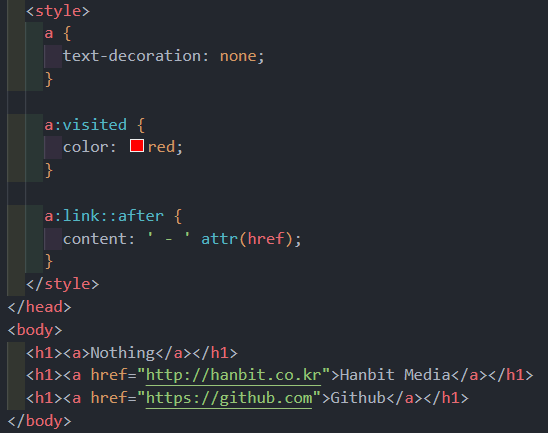 <style>
a {
text-decoration: none;
}
a:visited {
color: red;
}
a:link::after {
content: ' - ' attr(href);
}
</style>
</head>
<body>
<h1><a>Nothing</a></h1>
<h1><a href="http://hanbit.co.kr">Hanbit Media</a></h1>
<h1><a href="https://github.com">Github</a></h1>
</body>